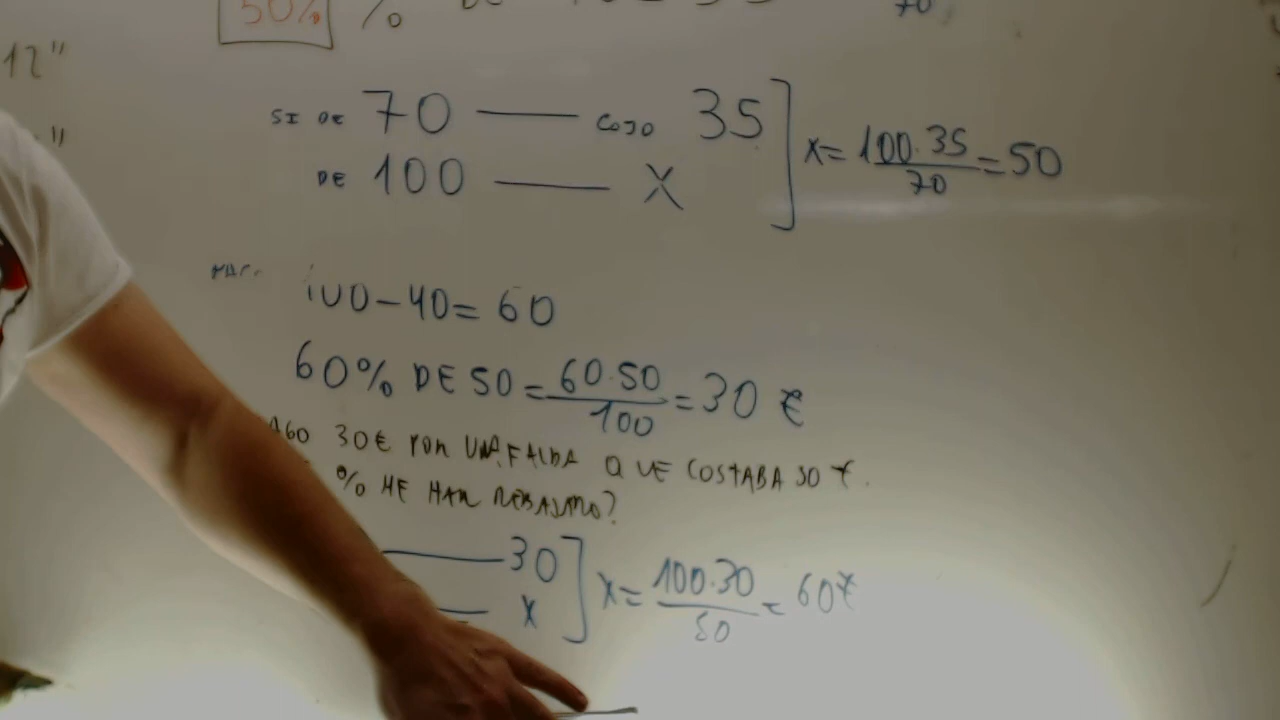 50% %
70
12"
"
SI DE 70 — COJO 35
DE 100 — X
X= 100·35 / 70 = 50
100-40= 60
60% DE 50 = 60·50 / 100 = 30 €
30€ POR UNA FALDA QUE COSTABA 50 €.
% ME HAN REBAJADO?
— 30
— X
X= 100·30 / 50 = 60€